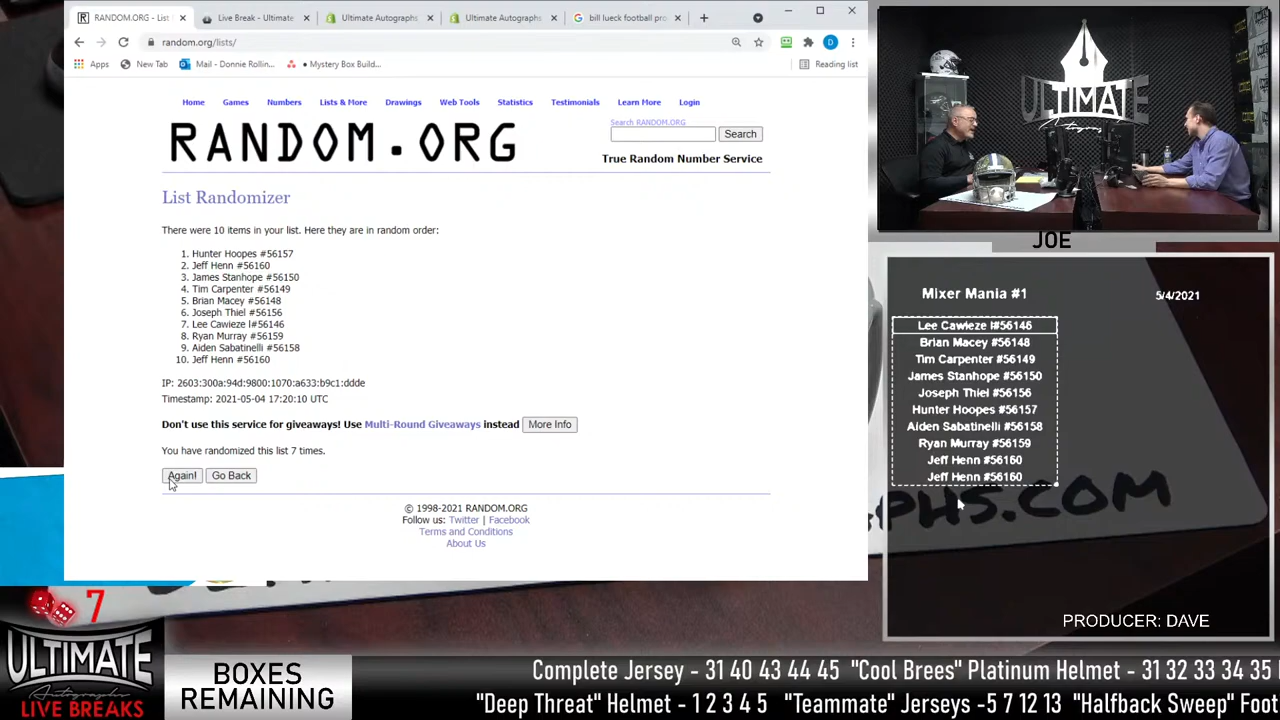 RANDOM.ORG - List
Live Break - Ultimate
Ultimate Autographs
Ultimate Autographs
bill lueck football pro
random.org/lists/
Apps
New Tab
Mail - Donnie Rollin...
• Mystery Box Buil...
Reading list
Home Games Numbers Lists & More Drawings Web Tools Statistics Testimonials Learn More Login
RANDOM.ORG
Search RANDOM.ORG
Search
True Random Number Service
List Randomizer
There were 10 items in your list. Here they are in random order:
1. Hunter Hoopes #56157
2. Jeff Henn #56160
3. James Stanhope #56150
4. Tim Carpenter #56149
5. Brian Macey #56148
6. Joseph Thiel #56156
7. Lee Cawieze l#56146
8. Ryan Murray #56159
9. Aiden Sabatinelli #56158
10. Jeff Henn #56160
IP: 2603:300a:94d:9800:1070:a633:b9c1:ddde
Timestamp: 2021-05-04 17:20:10 UTC
Don't use this service for giveaways! Use Multi-Round Giveaways instead More Info
You have randomized this list 7 times.
Again! Go Back
© 1998-2021 RANDOM.ORG
Follow us: Twitter | Facebook
Terms and Conditions
About Us
ULTIMATE
Autographs
JOE
Mixer Mania #1
5/4/2021
Lee Cawieze l#56146
Brian Macey #56148
Tim Carpenter #56149
James Stanhope #56150
Joseph Thiel #56156
Hunter Hoopes #56157
Aiden Sabatinelli #56158
Ryan Murray #56159
Jeff Henn #56160
Jeff Henn #56160
PHS.COM
PRODUCER: DAVE
7
ULTIMATE
Autographs
LIVE BREAKS
BOXES
REMAINING
Complete Jersey - 31 40 43 44 45 "Cool Brees" Platinum Helmet - 31 32 33 34 35
"Deep Threat" Helmet - 1 2 3 4 5 "Teammate" Jerseys -5 7 12 13 "Halfback Sweep" Foot